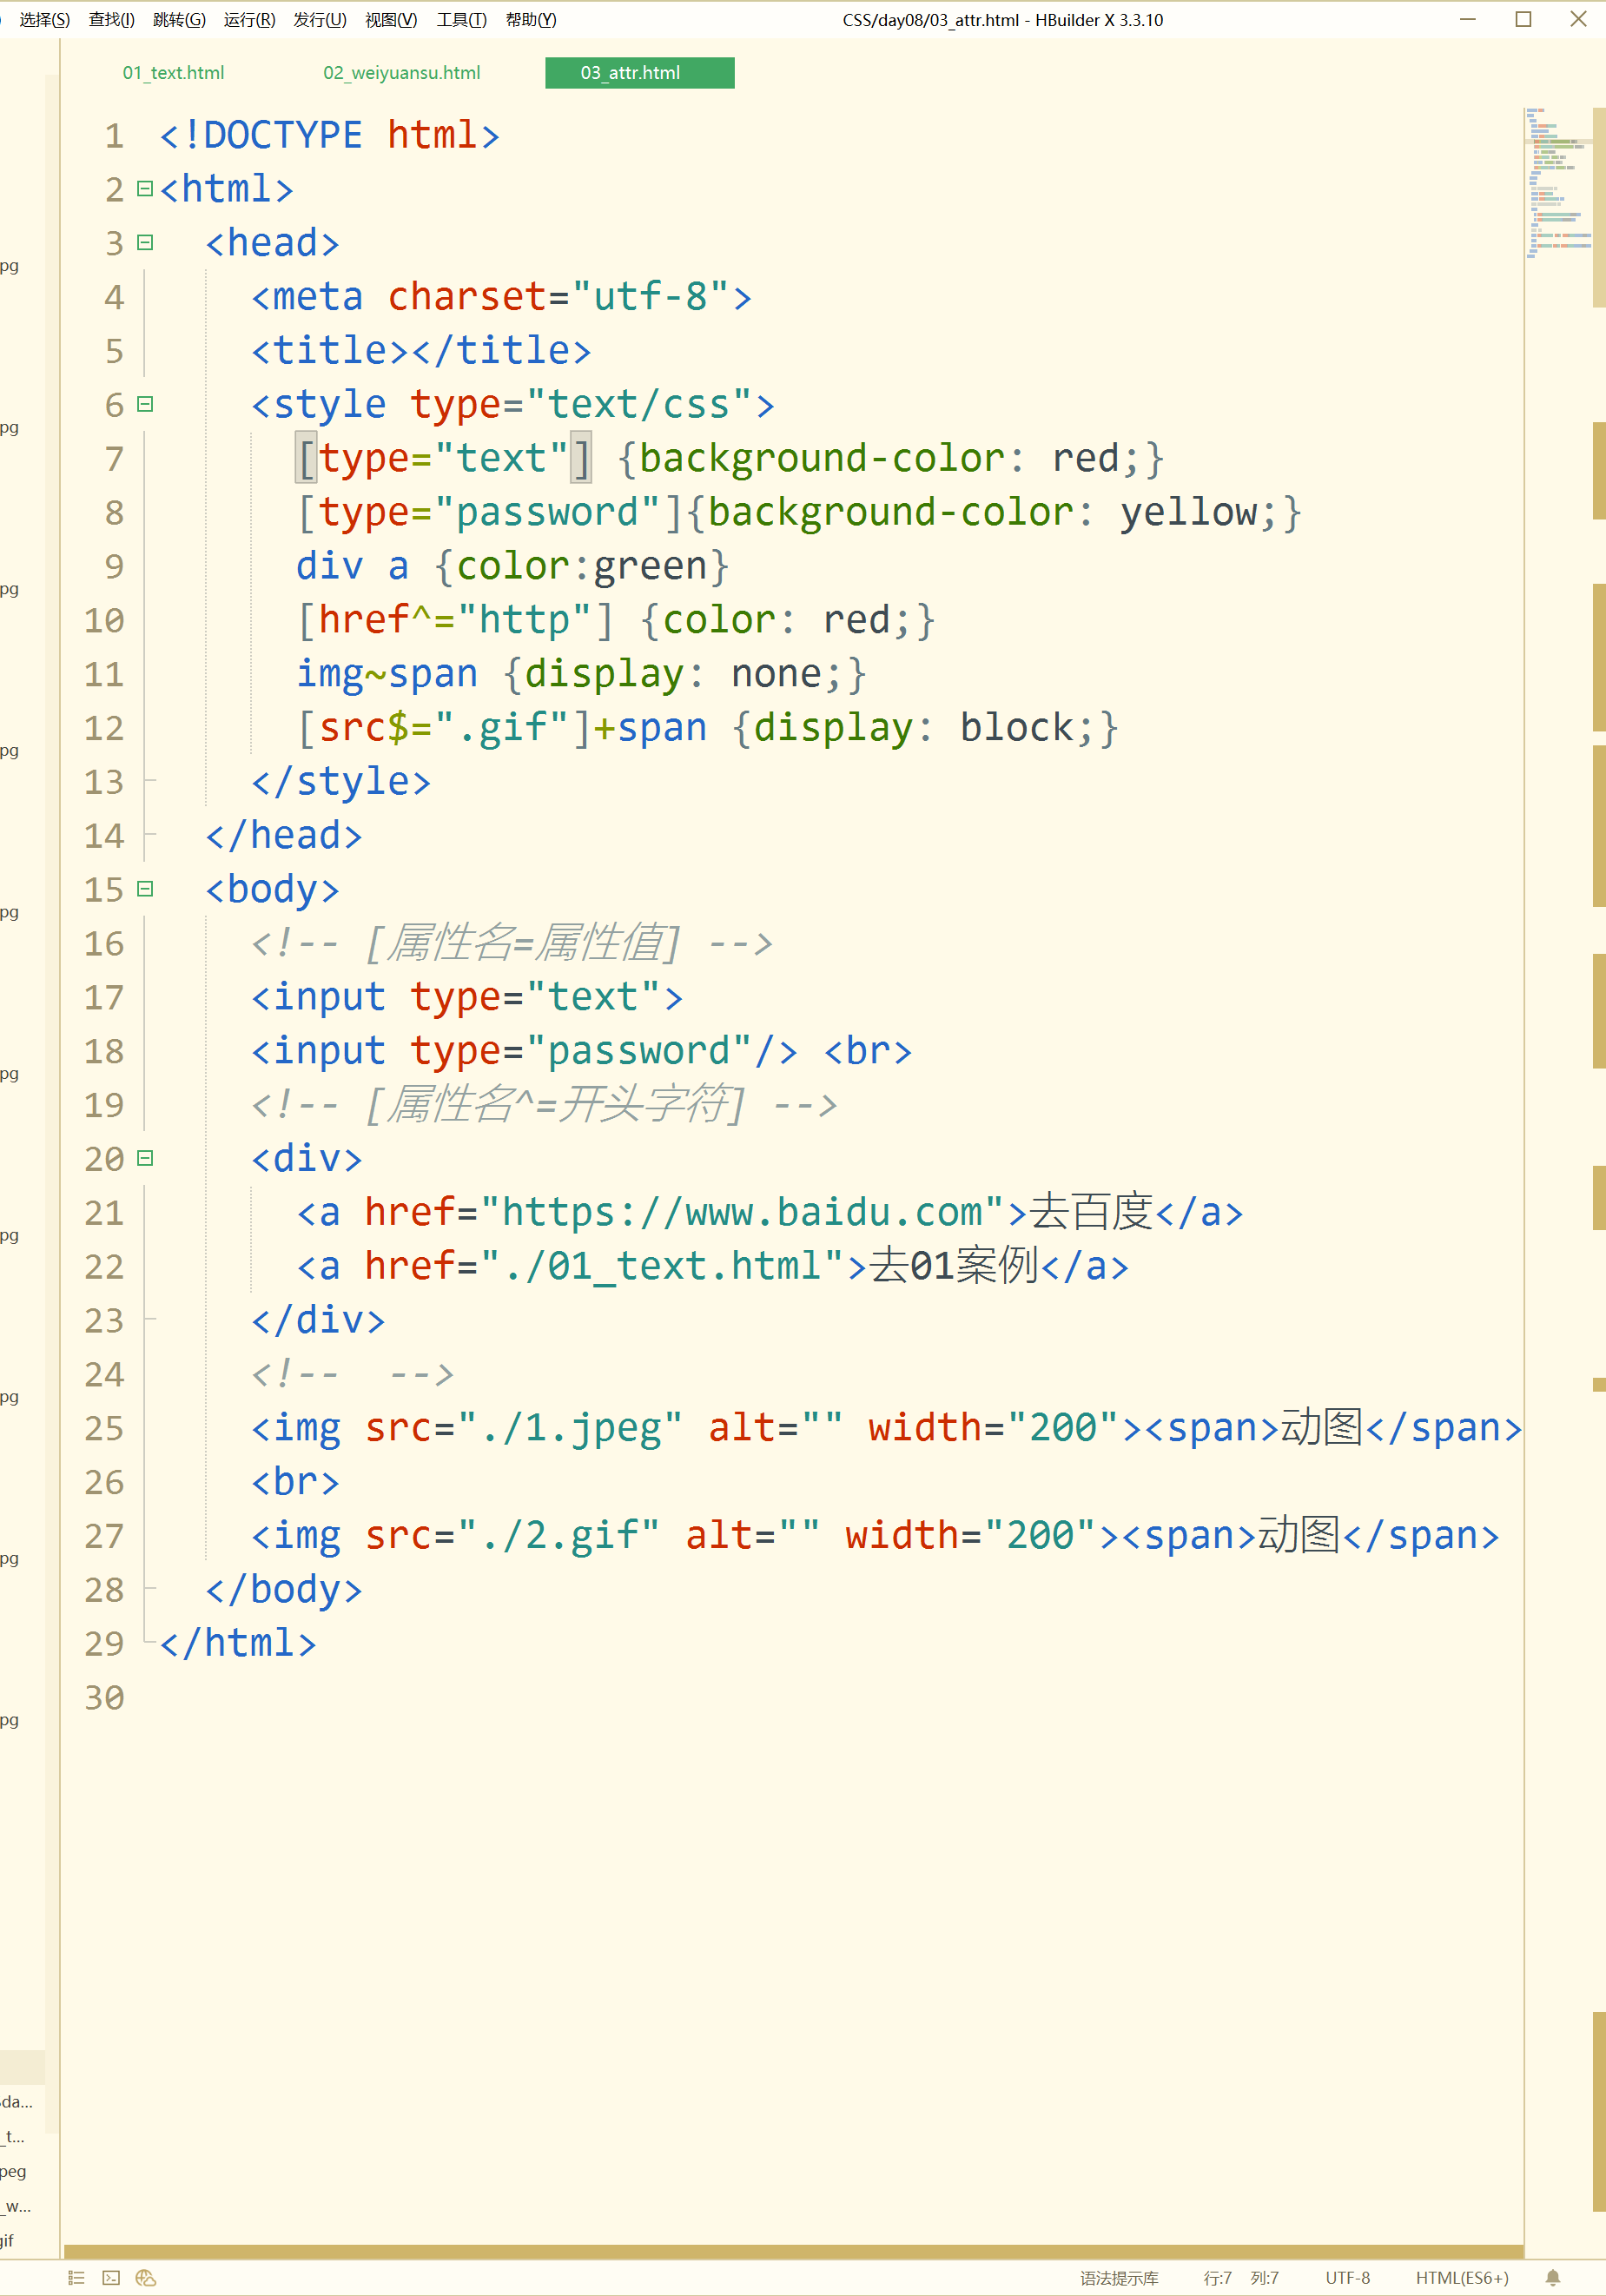 选择(S) 查找(I) 跳转(G) 运行(R) 发行(U) 视图(V) 工具(T) 帮助(Y) CSS/day08/03_attr.html - HBuilder X 3.3.10
01_text.html 02_weiyuansu.html 03_attr.html
1 <!DOCTYPE html>
2 <html>
3 <head>
4 <meta charset="utf-8">
5 <title></title>
6 <style type="text/css">
7 [type="text"] {background-color: red;}
8 [type="password"]{background-color: yellow;}
9 div a {color:green}
10 [href^="http"] {color: red;}
11 img~span {display: none;}
12 [src$=".gif"]+span {display: block;}
13 </style>
14 </head>
15 <body>
16 <!-- [属性名=属性值] -->
17 <input type="text">
18 <input type="password"/> <br>
19 <!-- [属性名^=开头字符] -->
20 <div>
21 <a href="https://www.baidu.com">去百度</a>
22 <a href="./01_text.html">去01案例</a>
23 </div>
24 <!--  -->
25 <img src="./1.jpeg" alt="" width="200"><span>动图</span>
26 <br>
27 <img src="./2.gif" alt="" width="200"><span>动图</span>
28 </body>
29 </html>
30
pg
pg
pg
pg
pg
pg
pg
pg
pg
pg
da...
_t...
peg
_w...
gif
语法提示库 行:7 列:7 UTF-8 HTML(ES6+)